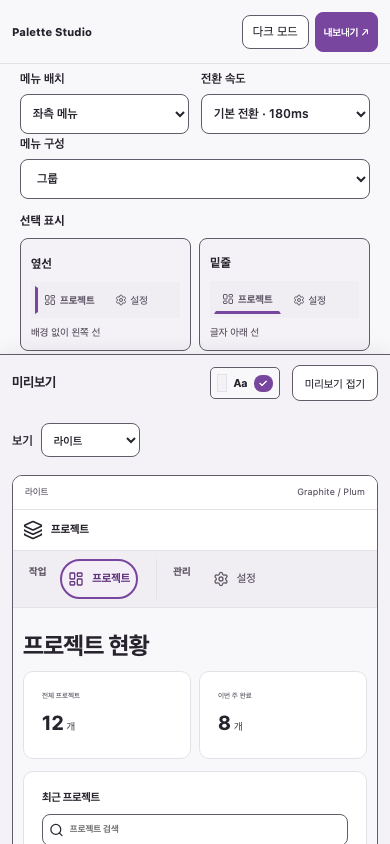 Palette Studio
다크 모드
내보내기 ↗
메뉴 배치
전환 속도
좌측 메뉴
기본 전환 · 180ms
메뉴 구성
그룹
선택 표시
옆선
밑줄
프로젝트
설정
프로젝트
설정
배경 없이 왼쪽 선
글자 아래 선
미리보기
Aa
미리보기 접기
보기
라이트
라이트
Graphite / Plum
프로젝트
작업
프로젝트
관리
설정
프로젝트 현황
전체 프로젝트
이번 주 완료
12 개
8 개
최근 프로젝트
프로젝트 검색